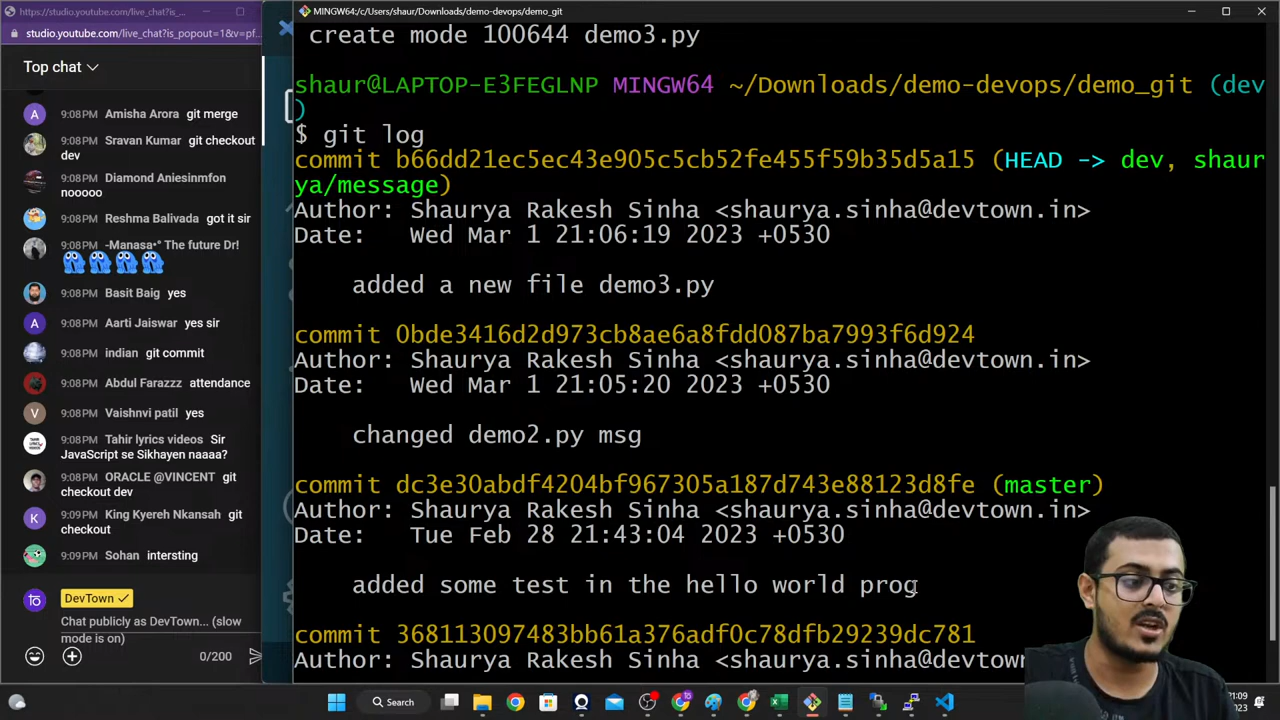 https://studio.youtube.com/live_chat?is_popout=1&v=ps_...
studio.youtube.com/live_chat?is_popout=1&v=pf...
Top chat
A 9:08PM Amisha Arora git merge
9:08PM Sravan Kumar git checkout
dev
9:08PM Diamond Aniesinmfon
nooooo
9:08PM Reshma Balivada got it sir
9:08PM -Manasa•° The future Dr!
9:08PM Basit Baig yes
A 9:08PM Aarti Jaiswar yes sir
9:08PM indian git commit
9:08PM Abdul Farazzz attendance
V 9:08PM Vaishnvi patil yes
9:08PM Tahir lyrics videos Sir
JavaScript se Sikhayen naaaa?
9:08PM ORACLE @VINCENT git
checkout dev
K 9:09PM King Kyereh Nkansah git
checkout
9:09PM Sohan intersting
DevTown
Chat publicly as DevTown... (slow
mode is on)
0/200
MINGW64:/c/Users/shaur/Downloads/demo-devops/demo_git
create mode 100644 demo3.py
shaur@LAPTOP-E3FEGLNP MINGW64 ~/Downloads/demo-devops/demo_git (dev
)
$ git log
commit b66dd21ec5ec43e905c5cb52fe455f59b35d5a15 (HEAD -> dev, shaur
ya/message)
Author: Shaurya Rakesh Sinha <shaurya.sinha@devtown.in>
Date:   Wed Mar 1 21:06:19 2023 +0530
added a new file demo3.py
commit 0bde3416d2d973cb8ae6a8fdd087ba7993f6d924
Author: Shaurya Rakesh Sinha <shaurya.sinha@devtown.in>
Date:   Wed Mar 1 21:05:20 2023 +0530
changed demo2.py msg
commit dc3e30abdf4204bf967305a187d743e88123d8fe (master)
Author: Shaurya Rakesh Sinha <shaurya.sinha@devtown.in>
Date:   Tue Feb 28 21:43:04 2023 +0530
added some test in the hello world prog
commit 368113097483bb61a376adf0c78dfb29239dc781
Author: Shaurya Rakesh Sinha <shaurya.sinha@devtown
Search
21:09
2023